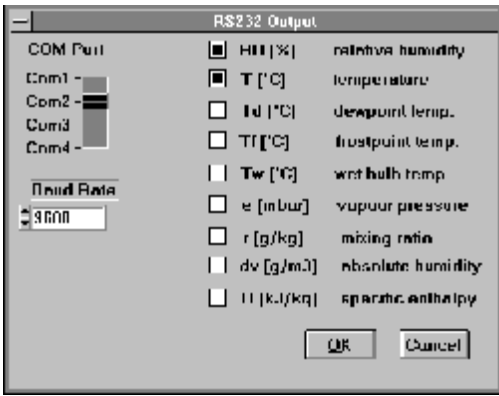 RS232 Output
COM Port
Com1
Com2
Com3
Com4
Baud Rate
9600
RH [%] relative humidity
T [°C] temperature
Td [°C] dewpoint temp.
Tf [°C] frostpoint temp.
Tw [°C] wet bulb temp
e [mbar] vapour pressure
r [g/kg] mixing ratio
dv [g/m3] absolute humidity
H [kJ/kg] specific enthalpy
OK
Cancel